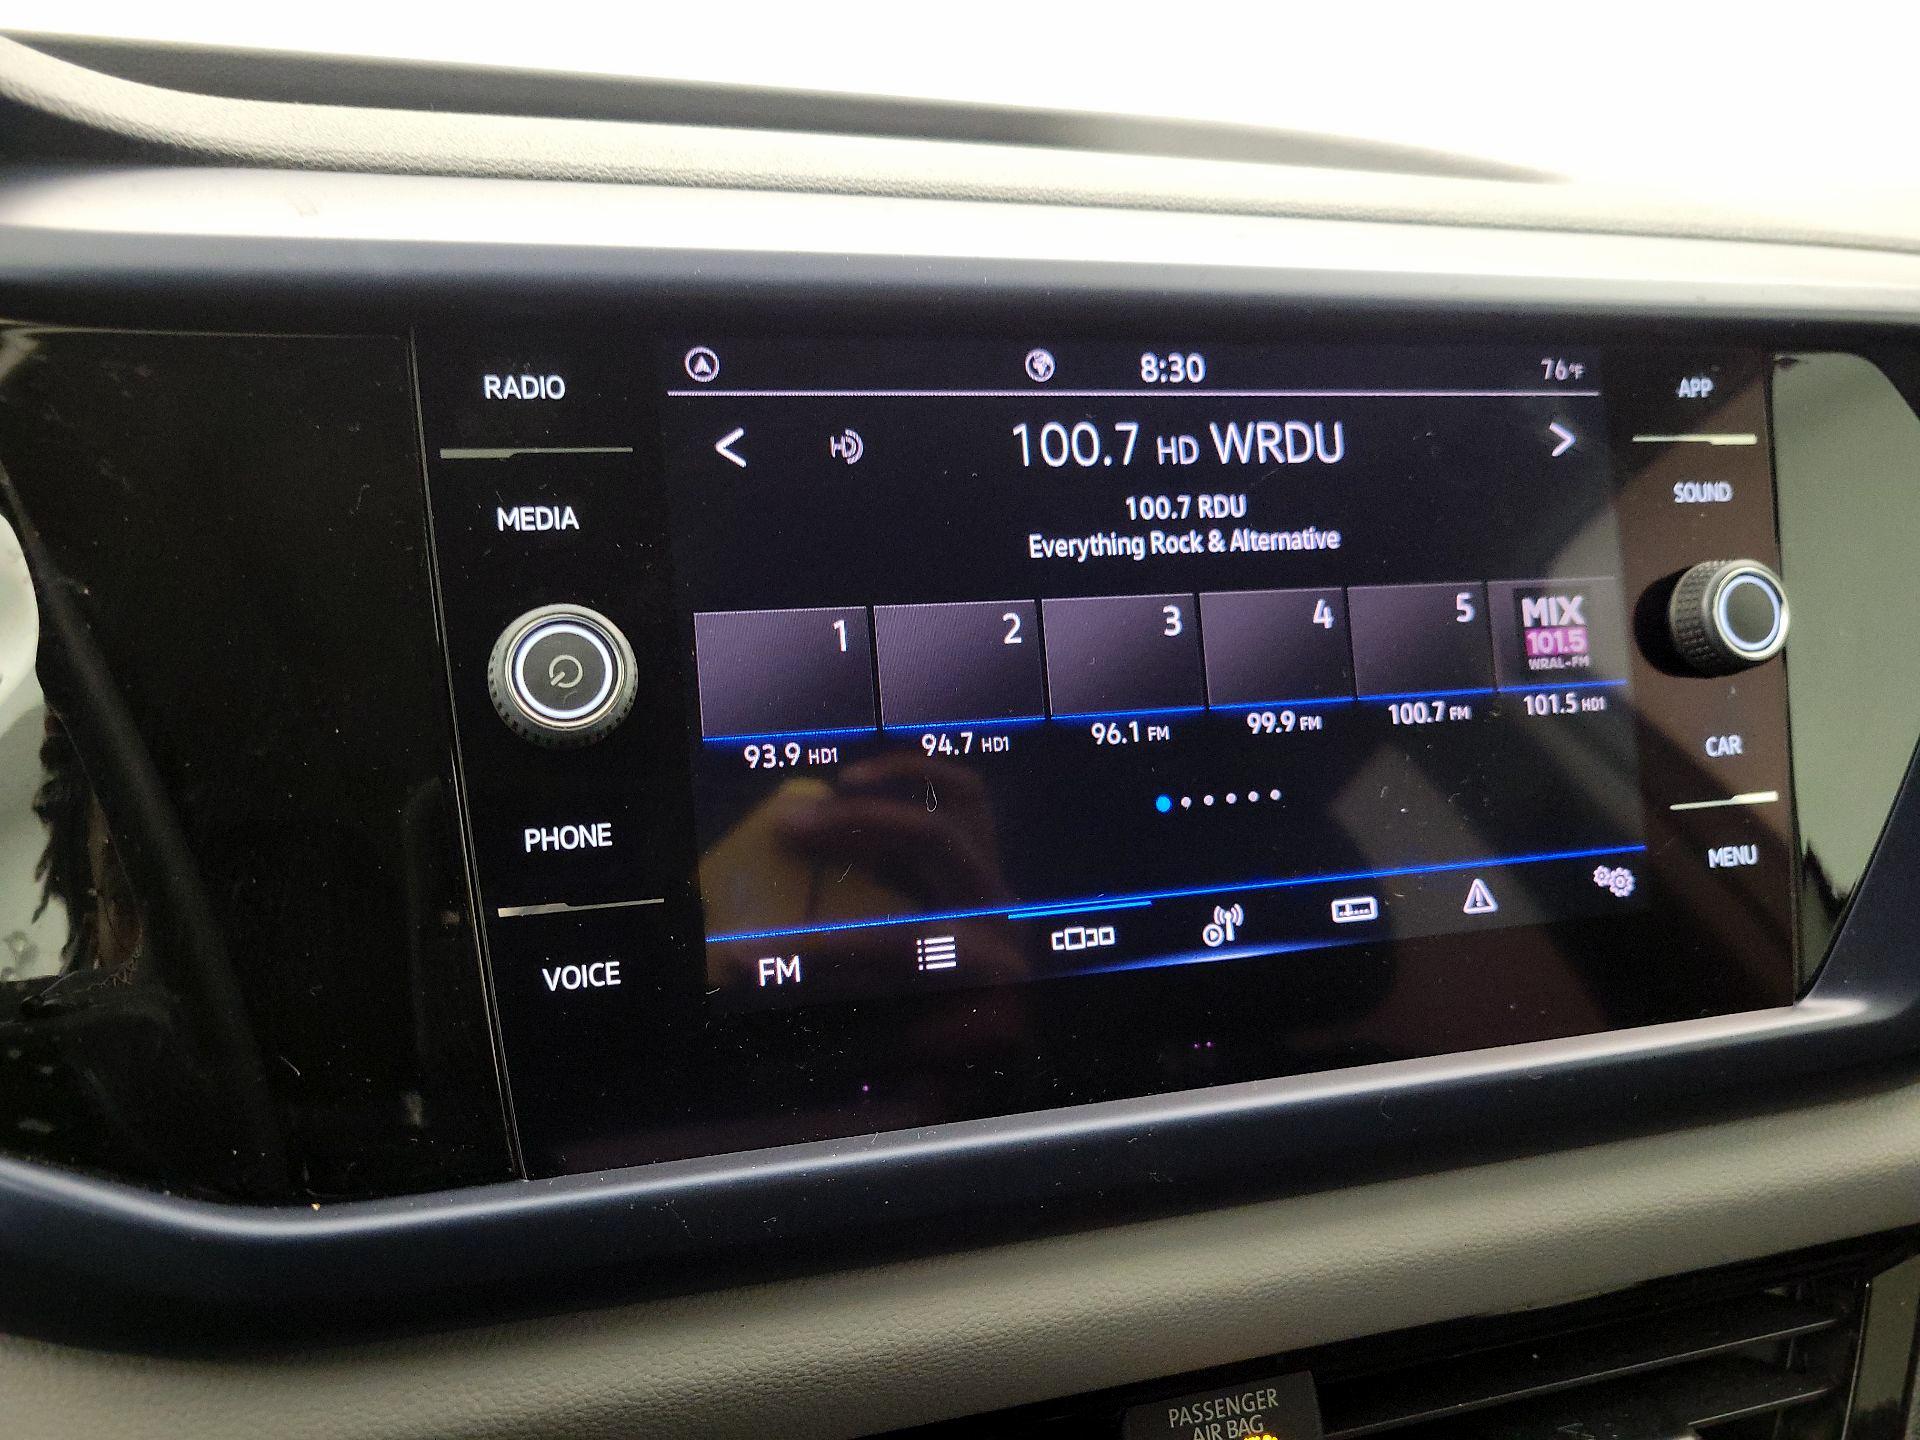 RADIO
MEDIA
PHONE
VOICE
8:30
76°F
100.7 HD WRDU
100.7 RDU
Everything Rock & Alternative
1
2
3
4
5
MIX
101.5
WRAL-FM
93.9 HD1
94.7 HD1
96.1 FM
99.9 FM
100.7 FM
101.5 HD1
FM
APP
SOUND
CAR
MENU
PASSENGER
AIR BAG